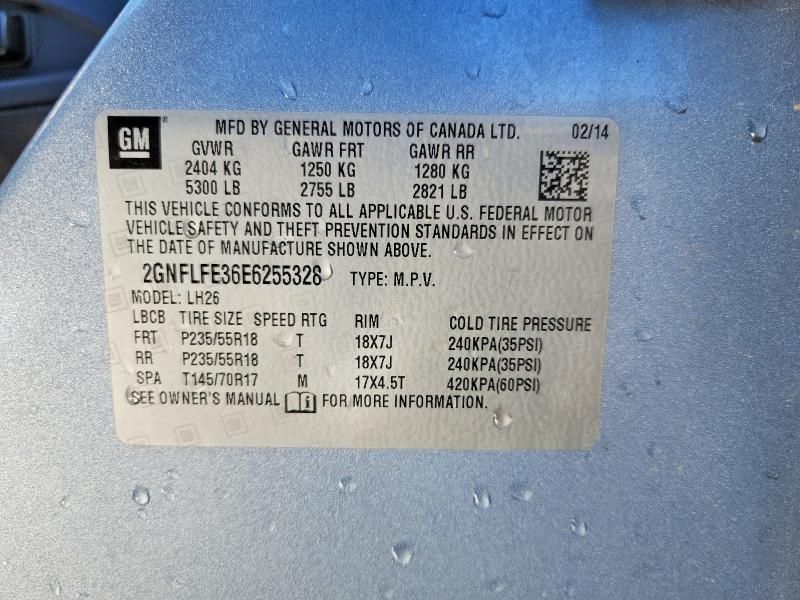 GM ® MFD BY GENERAL MOTORS OF CANADA LTD. 02/14
GVWR GAWR FRT GAWR RR
2404 KG 1250 KG 1280 KG
5300 LB 2755 LB 2821 LB
THIS VEHICLE CONFORMS TO ALL APPLICABLE U.S. FEDERAL MOTOR
VEHICLE SAFETY AND THEFT PREVENTION STANDARDS IN EFFECT ON
THE DATE OF MANUFACTURE SHOWN ABOVE.
2GNFLFE36E6255328 TYPE: M.P.V.
MODEL: LH26
LBCB TIRE SIZE SPEED RTG RIM COLD TIRE PRESSURE
FRT P235/55R18 T 18X7J 240KPA(35PSI)
RR P235/55R18 T 18X7J 240KPA(35PSI)
SPA T145/70R17 M 17X4.5T 420KPA(60PSI)
SEE OWNER'S MANUAL i FOR MORE INFORMATION.